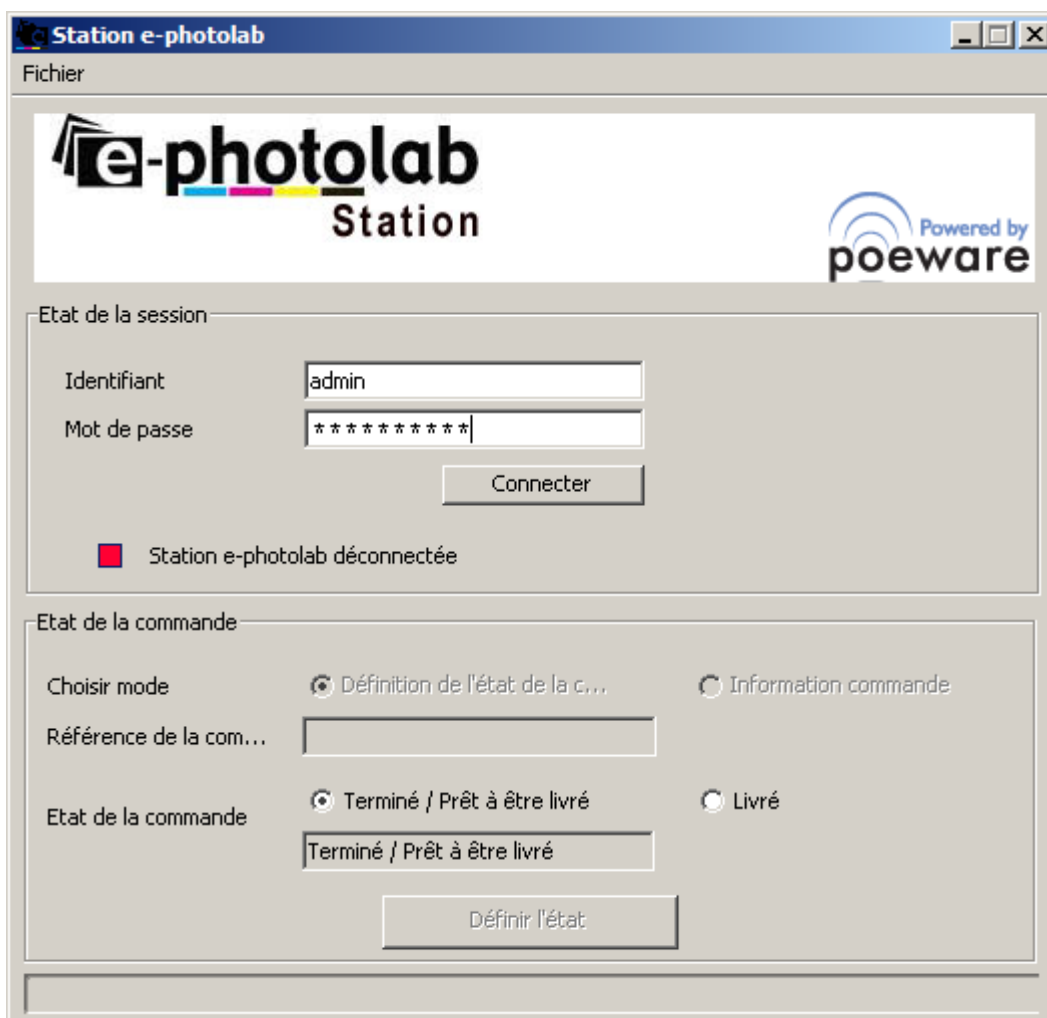 Station e-photolab
Fichier
e-photolab
Station
Powered by
poeware
Etat de la session
Identifiant
admin
Mot de passe
**********
Connecter
Station e-photolab déconnectée
Etat de la commande
Choisir mode
Définition de l'état de la c...
Information commande
Référence de la com...
Etat de la commande
Terminé / Prêt à être livré
Livré
Terminé / Prêt à être livré
Définir l'état